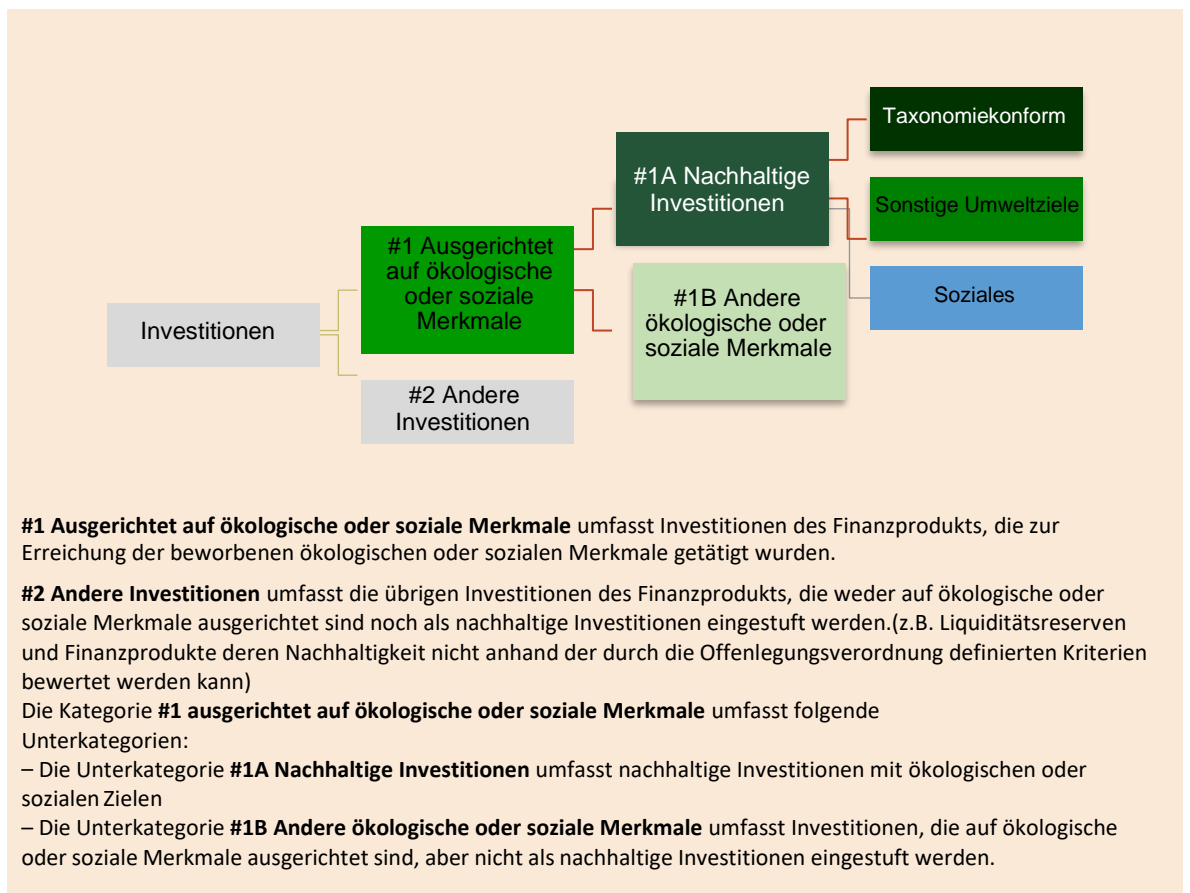 Taxonomiekonform
#1A Nachhaltige
Investitionen
Sonstige Umweltziele
#1 Ausgerichtet
auf ökologische
oder soziale
Merkmale
Soziales
#1B Andere
ökologische oder
soziale Merkmale
Investitionen
#2 Andere
Investitionen
#1 Ausgerichtet auf ökologische oder soziale Merkmale umfasst Investitionen des Finanzprodukts, die zur
Erreichung der beworbenen ökologischen oder sozialen Merkmale getätigt wurden.
#2 Andere Investitionen umfasst die übrigen Investitionen des Finanzprodukts, die weder auf ökologische oder
soziale Merkmale ausgerichtet sind noch als nachhaltige Investitionen eingestuft werden.(z.B. Liquiditätsreserven
und Finanzprodukte deren Nachhaltigkeit nicht anhand der durch die Offenlegungsverordnung definierten Kriterien
bewertet werden kann)
Die Kategorie #1 ausgerichtet auf ökologische oder soziale Merkmale umfasst folgende
Unterkategorien:
– Die Unterkategorie #1A Nachhaltige Investitionen umfasst nachhaltige Investitionen mit ökologischen oder
sozialen Zielen
– Die Unterkategorie #1B Andere ökologische oder soziale Merkmale umfasst Investitionen, die auf ökologische
oder soziale Merkmale ausgerichtet sind, aber nicht als nachhaltige Investitionen eingestuft werden.